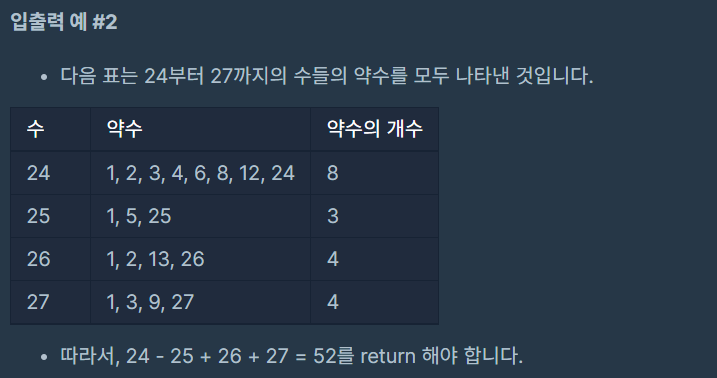 입출력 예 #2
다음 표는 24부터 27까지의 수들의 약수를 모두 나타낸 것입니다.
수 약수 약수의 개수
24 1, 2, 3, 4, 6, 8, 12, 24 8
25 1, 5, 25 3
26 1, 2, 13, 26 4
27 1, 3, 9, 27 4
따라서, 24 - 25 + 26 + 27 = 52를 return 해야 합니다.